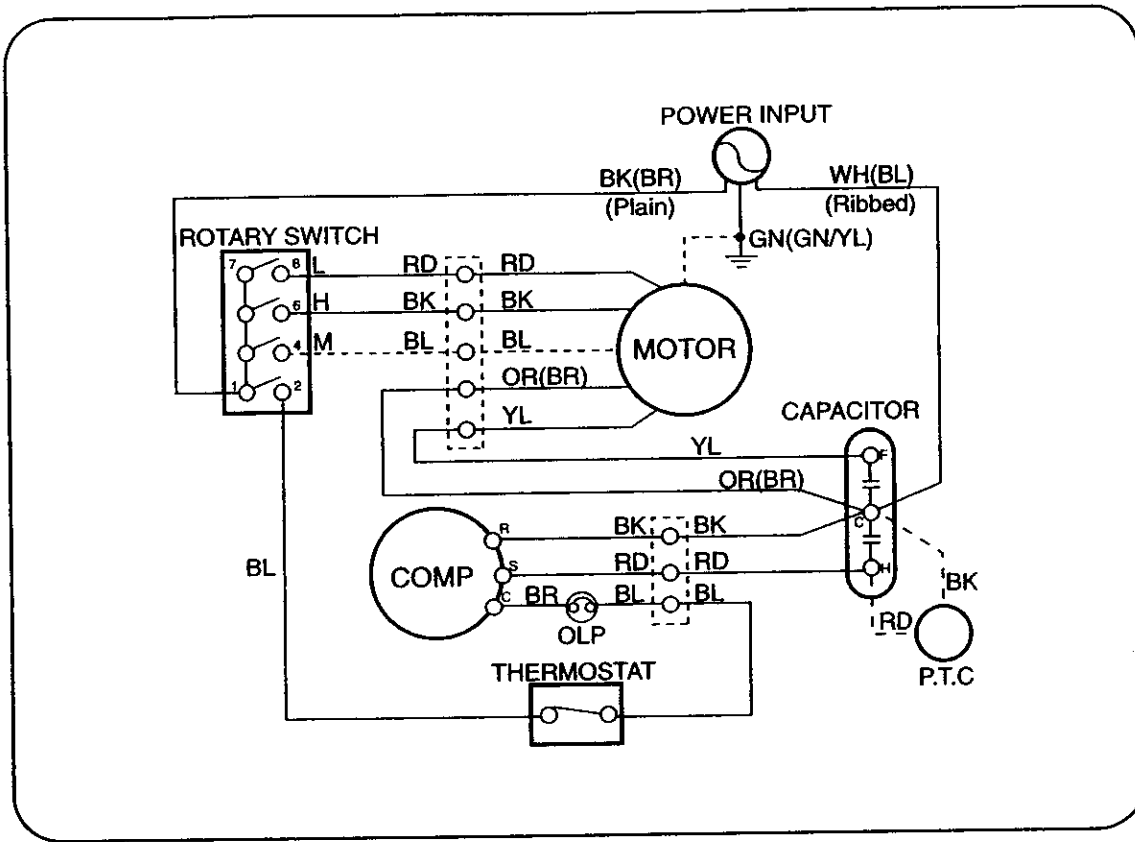 POWER INPUT
BK(BR)
(Plain)
WH(BL)
(Ribbed)
GN(GN/YL)
ROTARY SWITCH
7 8 L RD RD
6 H BK BK
4 M BL BL
1 2
MOTOR
OR(BR)
YL
CAPACITOR
YL
F
OR(BR)
C
R BK BK
COMP
S RD RD
H
C BR BL BL
OLP
BL
BK
RD
P.T.C
THERMOSTAT